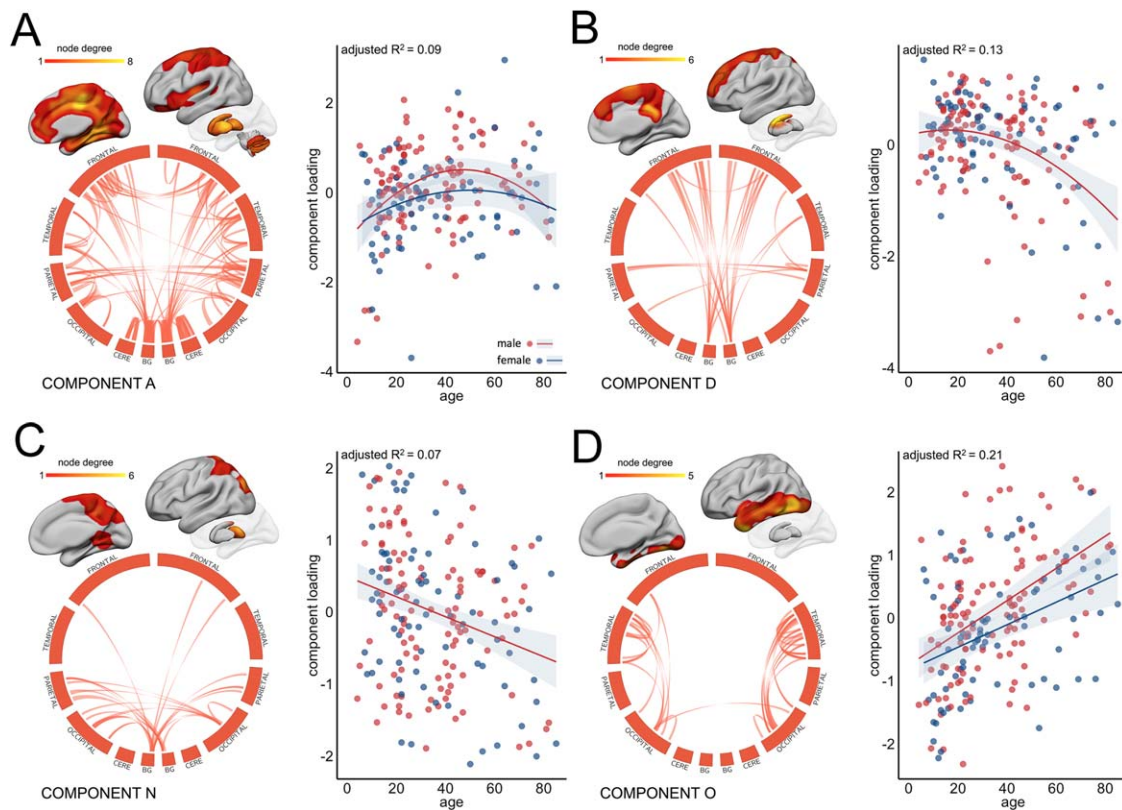 A
node degree
1 8
adjusted R² = 0.09
FRONTAL FRONTAL
TEMPORAL TEMPORAL
PARIETAL PARIETAL
OCCIPITAL OCCIPITAL
CERE BG BG CERE
COMPONENT A
component loading
2
0
-2
-4
male
female
0 20 40 60 80
age
B
node degree
1 6
adjusted R² = 0.13
FRONTAL FRONTAL
TEMPORAL TEMPORAL
PARIETAL PARIETAL
OCCIPITAL OCCIPITAL
CERE BG BG CERE
COMPONENT D
component loading
2
0
-2
-4
0 20 40 60 80
age
C
node degree
1 6
adjusted R² = 0.07
FRONTAL FRONTAL
TEMPORAL TEMPORAL
PARIETAL PARIETAL
OCCIPITAL OCCIPITAL
CERE BG BG CERE
COMPONENT N
component loading
2
1
0
-1
-2
0 20 40 60 80
age
D
node degree
1 5
adjusted R² = 0.21
FRONTAL FRONTAL
TEMPORAL TEMPORAL
PARIETAL PARIETAL
OCCIPITAL OCCIPITAL
CERE BG BG CERE
COMPONENT O
component loading
2
1
0
-1
-2
0 20 40 60 80
age